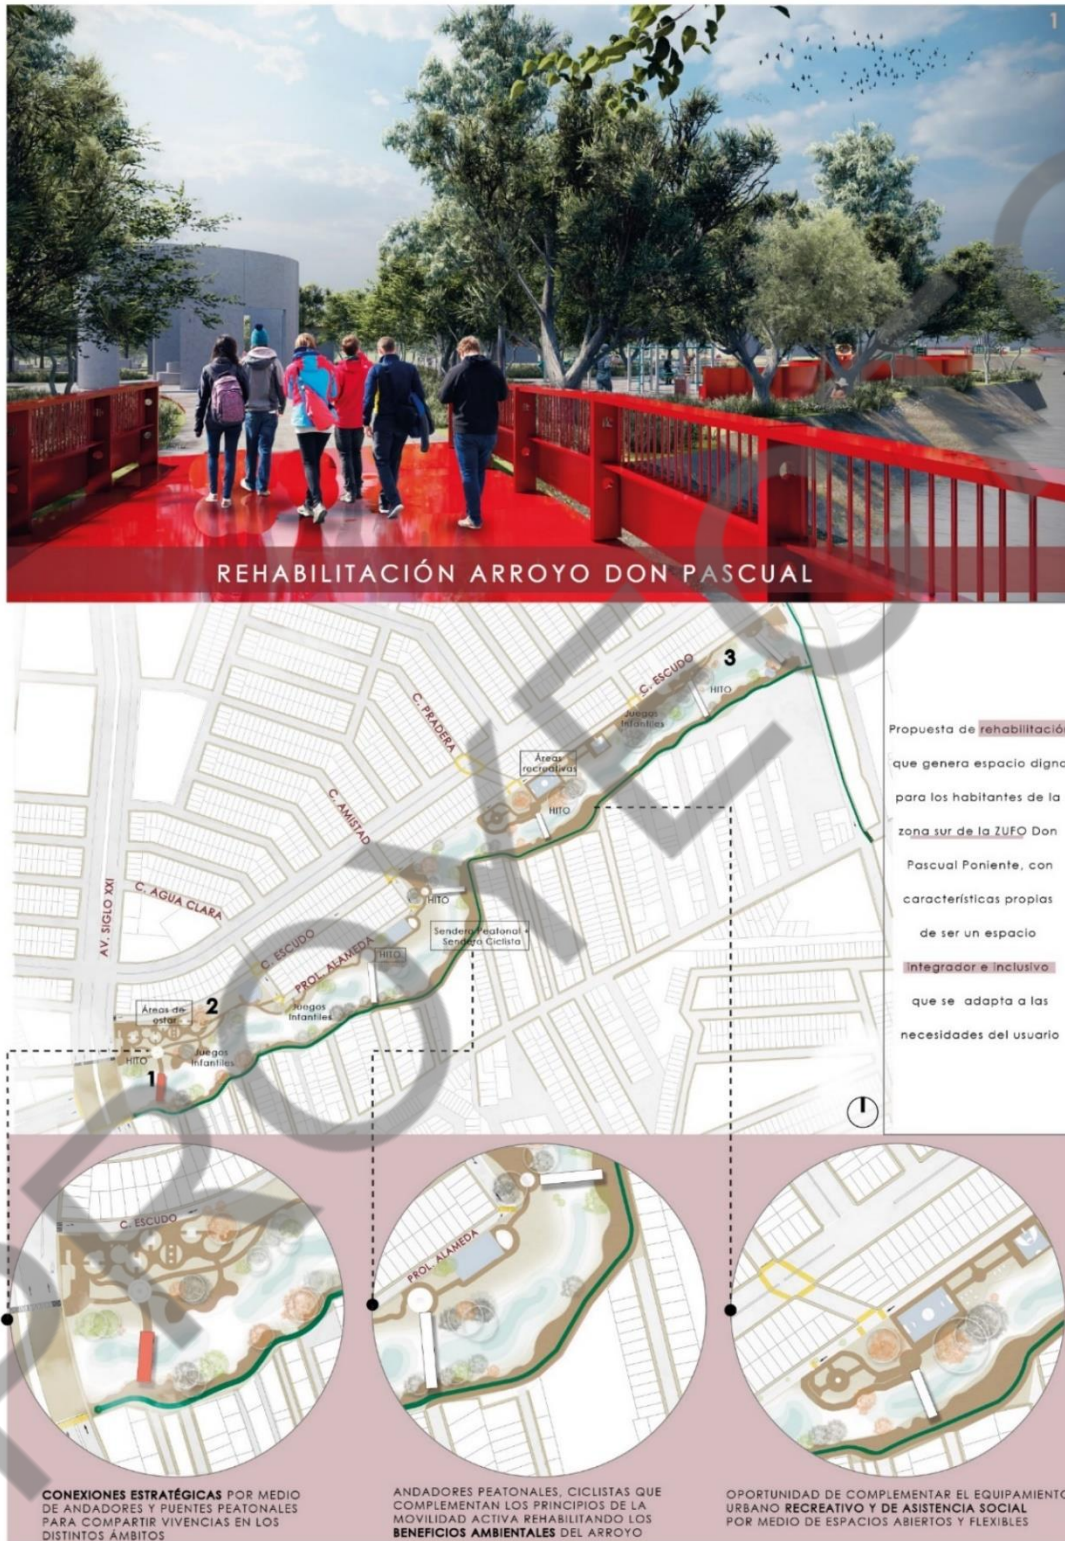 1
REHABILITACIÓN ARROYO DON PASCUAL
3
C. ESCUDO
HITO
Juegos
Infantiles
C. PRADERA
Áreas
recreativas
HITO
C. AMISTAD
AV. SIGLO XXI
C. AGUA CLARA
HITO
Sendero Peatonal +
Sendero Ciclista
C. ESCUDO
PROL. ALAMEDA
HITO
Áreas de
estar
2
Juegos
Infantiles
HITO
Juegos
Infantiles
1
Propuesta de rehabilitación
que genera espacio digno
para los habitantes de la
zona sur de la ZUFO Don
Pascual Poniente, con
características propias
de ser un espacio
integrador e inclusivo
que se adapta a las
necesidades del usuario
C. ESCUDO
PROL. ALAMEDA
CONEXIONES ESTRATÉGICAS POR MEDIO
DE ANDADORES Y PUENTES PEATONALES
PARA COMPARTIR VIVENCIAS EN LOS
DISTINTOS ÁMBITOS
ANDADORES PEATONALES, CICLISTAS QUE
COMPLEMENTAN LOS PRINCIPIOS DE LA
MOVILIDAD ACTIVA REHABILITANDO LOS
BENEFICIOS AMBIENTALES DEL ARROYO
OPORTUNIDAD DE COMPLEMENTAR EL EQUIPAMIENTO
URBANO RECREATIVO Y DE ASISTENCIA SOCIAL
POR MEDIO DE ESPACIOS ABIERTOS Y FLEXIBLES
PROYECTO